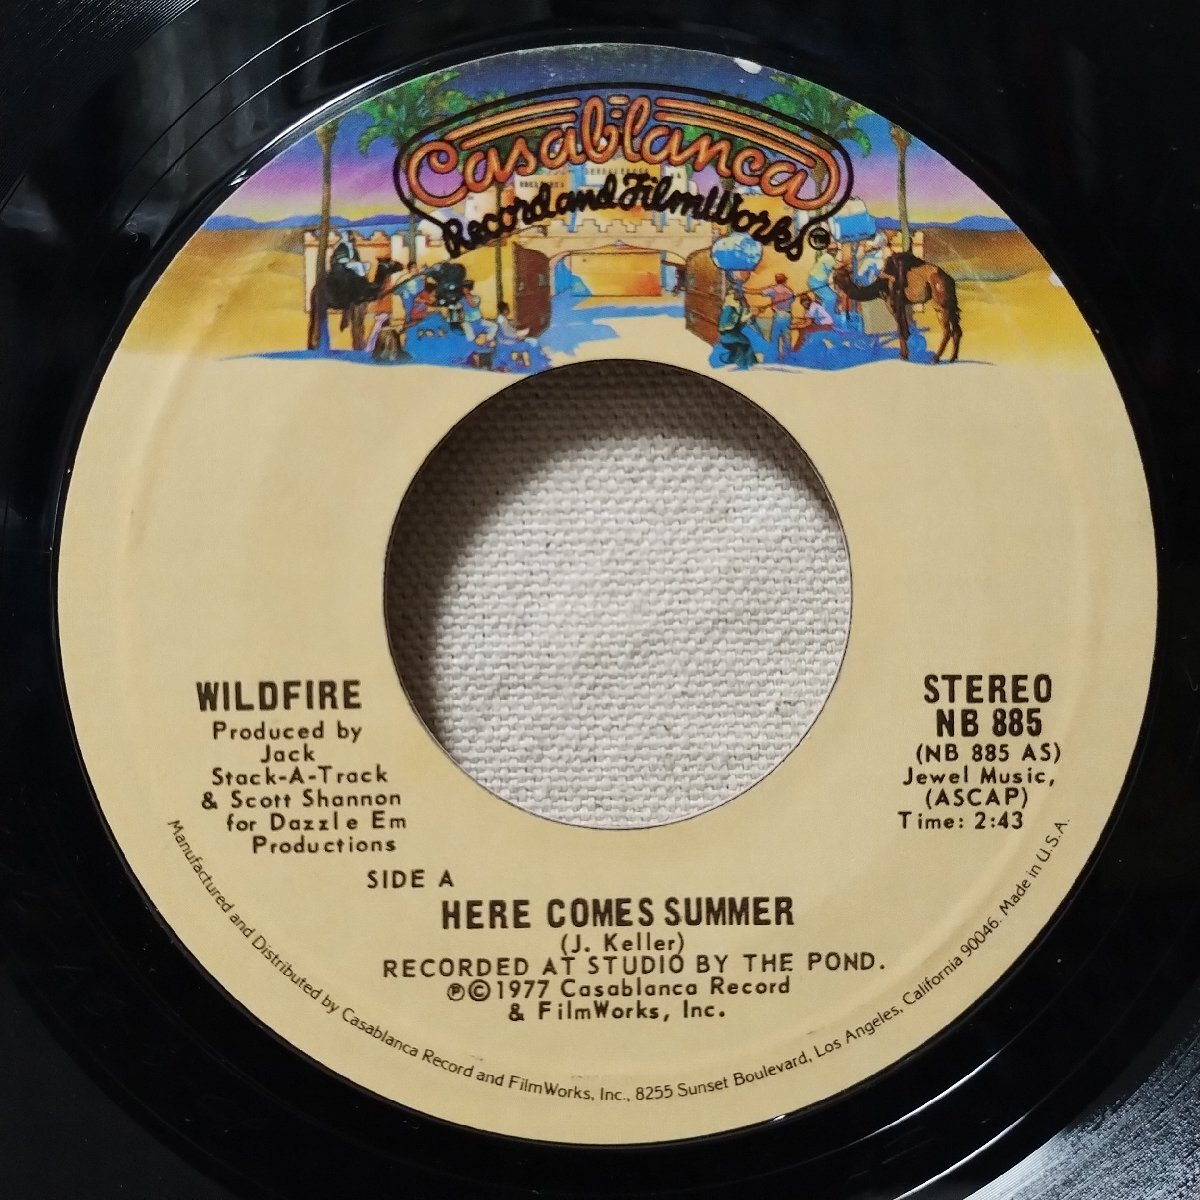 Casablanca
Record and FilmWorks
WILDFIRE
Produced by
Jack
Stack-A-Track
& Scott Shannon
for Dazzle Em
Productions
STEREO
NB 885
(NB 885 AS)
Jewel Music,
(ASCAP)
Time: 2:43
SIDE A
HERE COMES SUMMER
(J. Keller)
RECORDED AT STUDIO BY THE POND.
℗©1977 Casablanca Record
& FilmWorks, Inc.
Manufactured and Distributed by Casablanca Record and FilmWorks, Inc., 8255 Sunset Boulevard, Los Angeles, California 90046. Made in U.S.A.